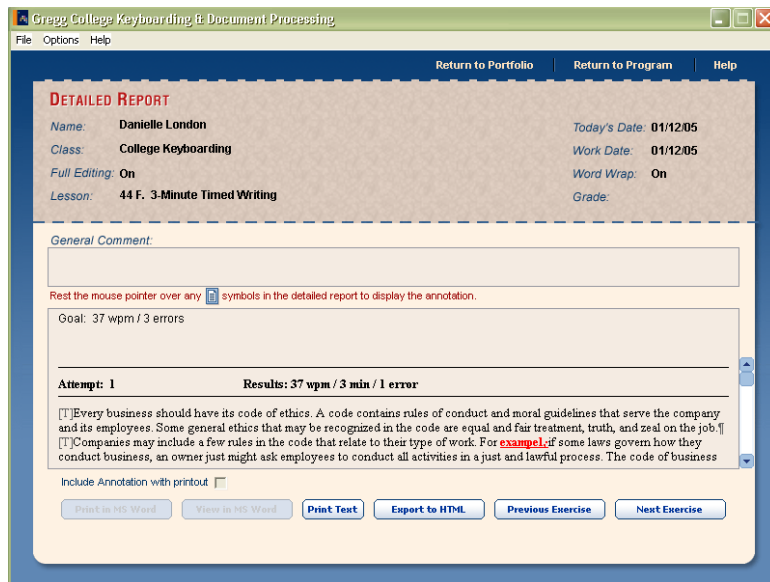 Gregg College Keyboarding & Document Processing
File Options Help
Return to Portfolio Return to Program Help
DETAILED REPORT
Name: Danielle London Today's Date: 01/12/05
Class: College Keyboarding Work Date: 01/12/05
Full Editing: On Word Wrap: On
Lesson: 44 F. 3-Minute Timed Writing Grade:
General Comment:
Rest the mouse pointer over any symbols in the detailed report to display the annotation.
Goal: 37 wpm / 3 errors
Attempt: 1 Results: 37 wpm / 3 min / 1 error
[T]Every business should have its code of ethics. A code contains rules of conduct and moral guidelines that serve the company
and its employees. Some general ethics that may be recognized in the code are equal and fair treatment, truth, and zeal on the job.¶
[T]Companies may include a few rules in the code that relate to their type of work. For exampel,·if some laws govern how they
conduct business, an owner just might ask employees to conduct all activities in a just and lawful process. The code of business
Include Annotation with printout
Print in MS Word View in MS Word Print Text Export to HTML Previous Exercise Next Exercise